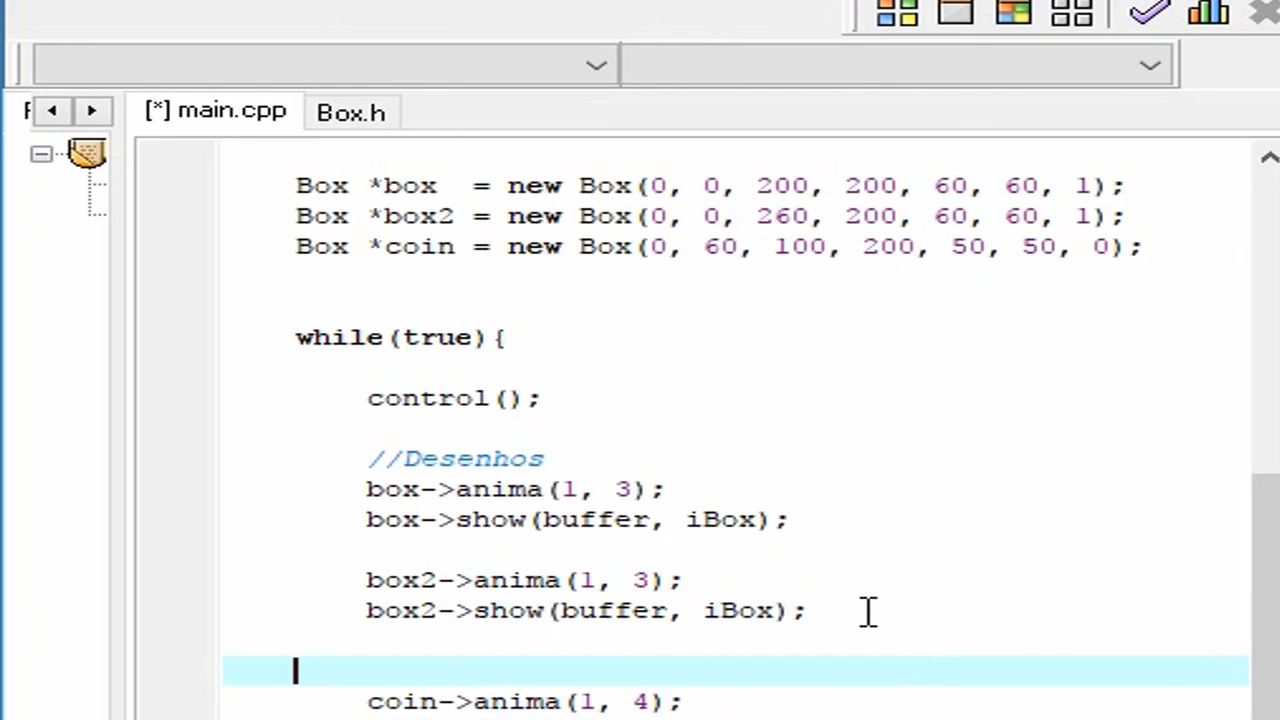 [*] main.cpp
Box.h
Box *box  = new Box(0, 0, 200, 200, 60, 60, 1);
Box *box2 = new Box(0, 0, 260, 200, 60, 60, 1);
Box *coin = new Box(0, 60, 100, 200, 50, 50, 0);
while(true){
control();
//Desenhos
box->anima(1, 3);
box->show(buffer, iBox);
box2->anima(1, 3);
box2->show(buffer, iBox);
coin->anima(1, 4);